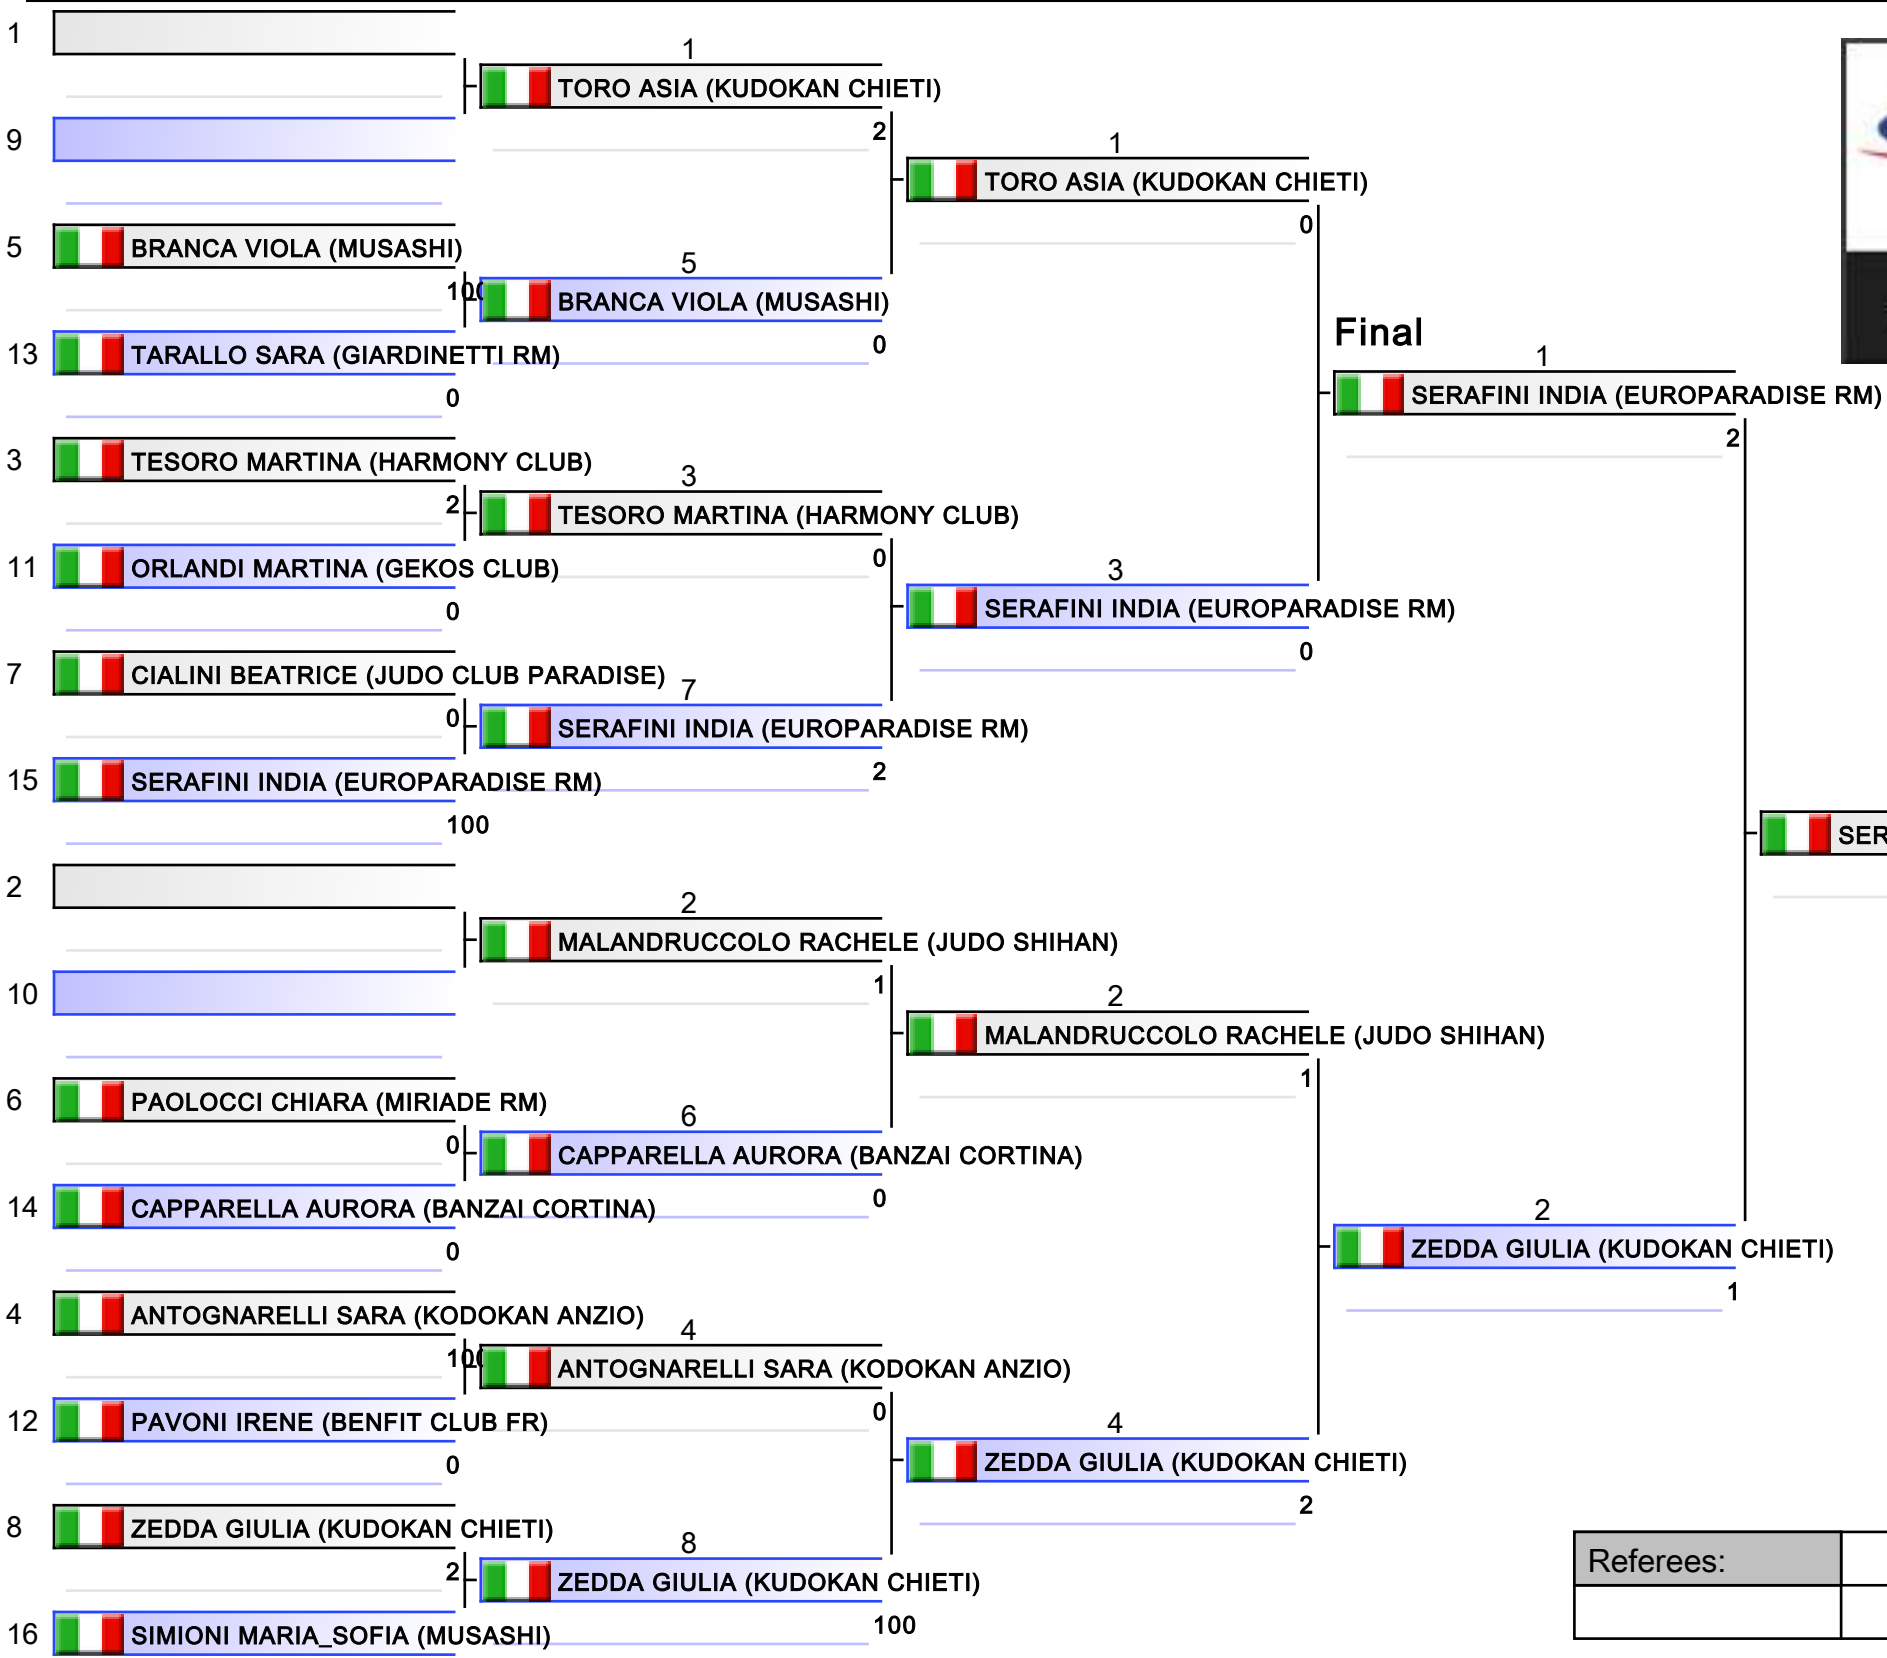 1
9
5 BRANCA VIOLA (MUSASHI)
100
13 TARALLO SARA (GIARDINETTI RM)
0
3 TESORO MARTINA (HARMONY CLUB)
2
11 ORLANDI MARTINA (GEKOS CLUB)
0
7 CIALINI BEATRICE (JUDO CLUB PARADISE)
0
15 SERAFINI INDIA (EUROPARADISE RM)
100
2
10
6 PAOLOCCI CHIARA (MIRIADE RM)
0
14 CAPPARELLA AURORA (BANZAI CORTINA)
0
4 ANTOGNARELLI SARA (KODOKAN ANZIO)
100
12 PAVONI IRENE (BENFIT CLUB FR)
0
8 ZEDDA GIULIA (KUDOKAN CHIETI)
2
16 SIMIONI MARIA_SOFIA (MUSASHI)
1
TORO ASIA (KUDOKAN CHIETI)
2
5
BRANCA VIOLA (MUSASHI)
0
3
TESORO MARTINA (HARMONY CLUB)
0
7
SERAFINI INDIA (EUROPARADISE RM)
2
2
MALANDRUCCOLO RACHELE (JUDO SHIHAN)
1
6
CAPPARELLA AURORA (BANZAI CORTINA)
0
4
ANTOGNARELLI SARA (KODOKAN ANZIO)
0
8
ZEDDA GIULIA (KUDOKAN CHIETI)
100
1
TORO ASIA (KUDOKAN CHIETI)
0
3
SERAFINI INDIA (EUROPARADISE RM)
0
2
MALANDRUCCOLO RACHELE (JUDO SHIHAN)
1
4
ZEDDA GIULIA (KUDOKAN CHIETI)
2
Final
1
SERAFINI INDIA (EUROPARADISE RM)
2
2
ZEDDA GIULIA (KUDOKAN CHIETI)
1
SER
Referees: